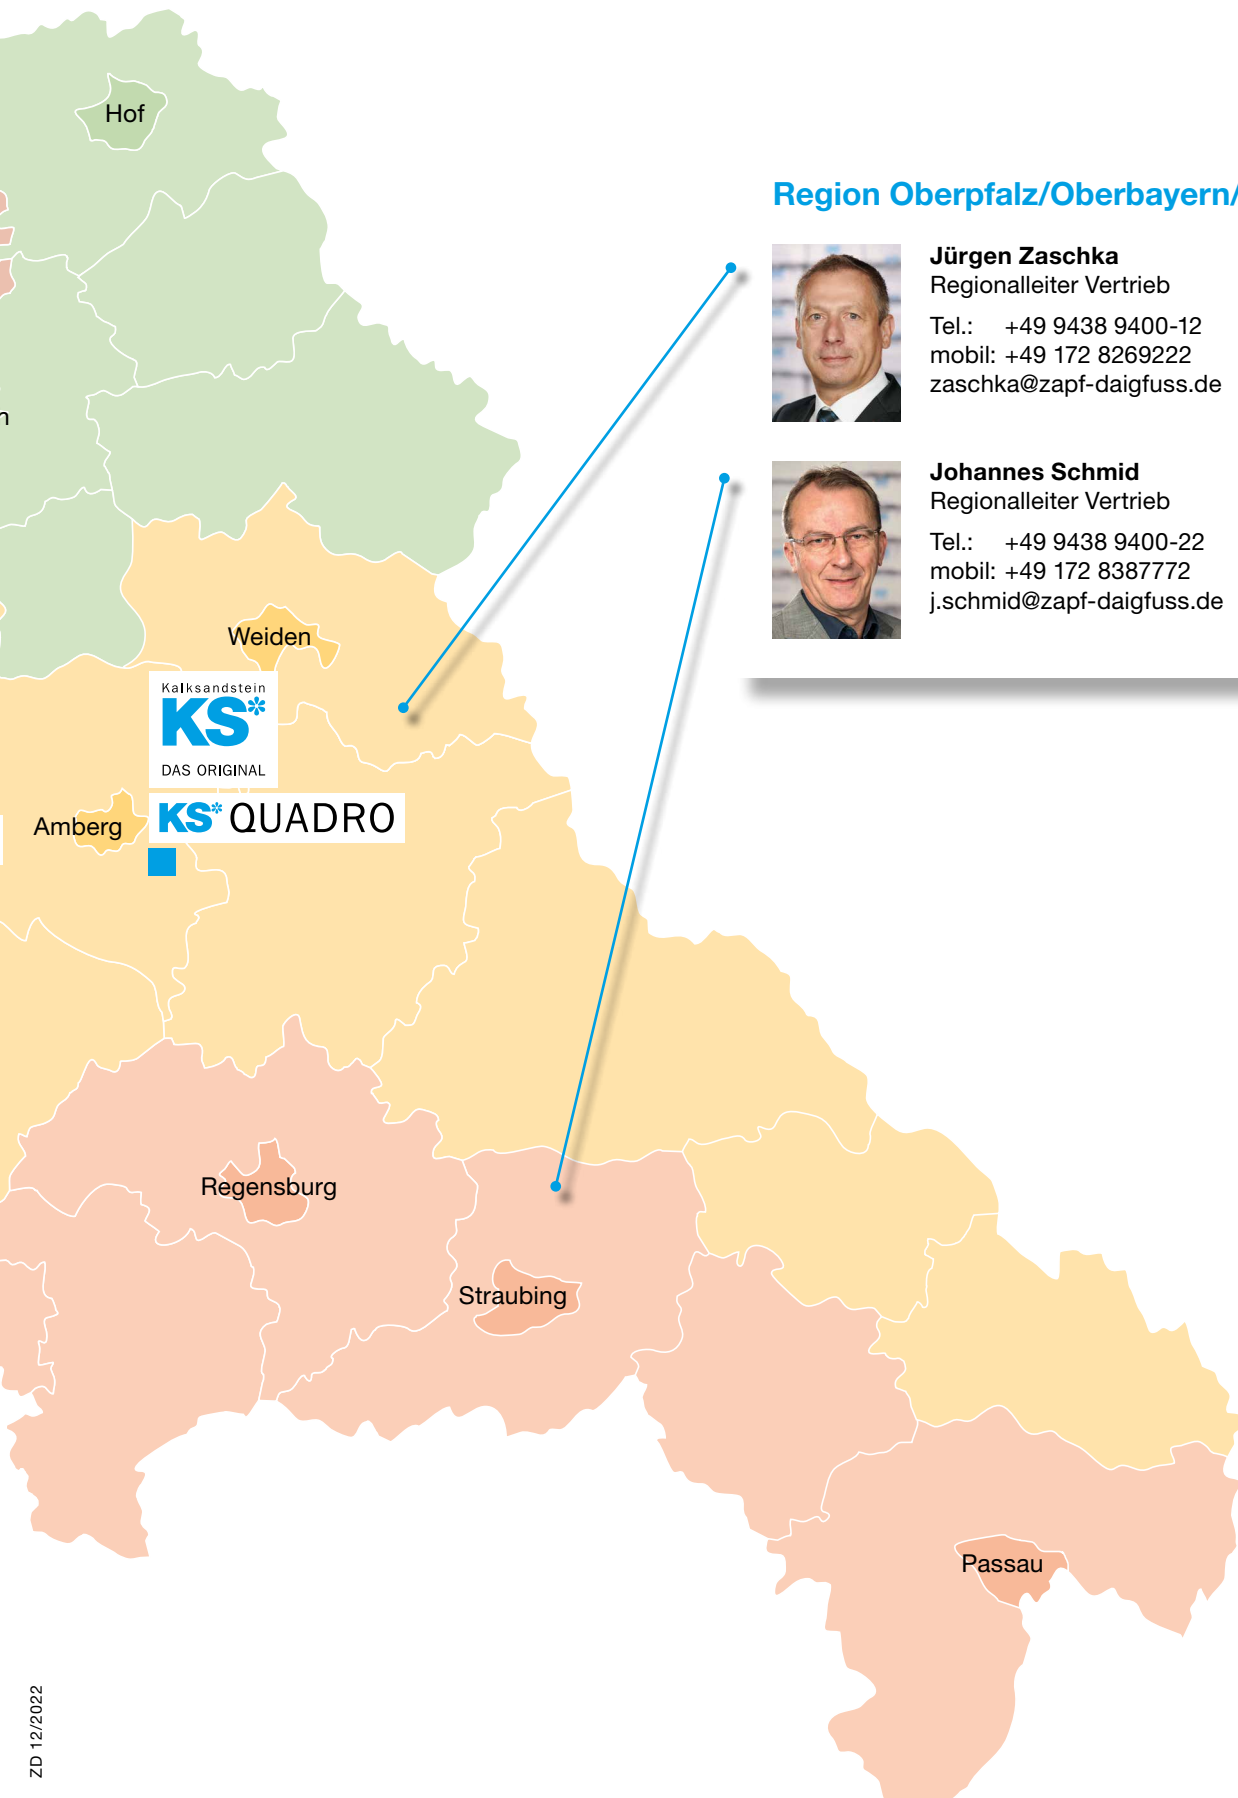 Hof
Region Oberpfalz/Oberbayern/
Jürgen Zaschka
Regionalleiter Vertrieb
Tel.: +49 9438 9400-12
mobil: +49 172 8269222
zaschka@zapf-daigfuss.de
n
Johannes Schmid
Regionalleiter Vertrieb
Tel.: +49 9438 9400-22
mobil: +49 172 8387772
j.schmid@zapf-daigfuss.de
Weiden
Kalksandstein
KS*
DAS ORIGINAL
KS* QUADRO
Amberg
Regensburg
Straubing
Passau
ZD 12/2022